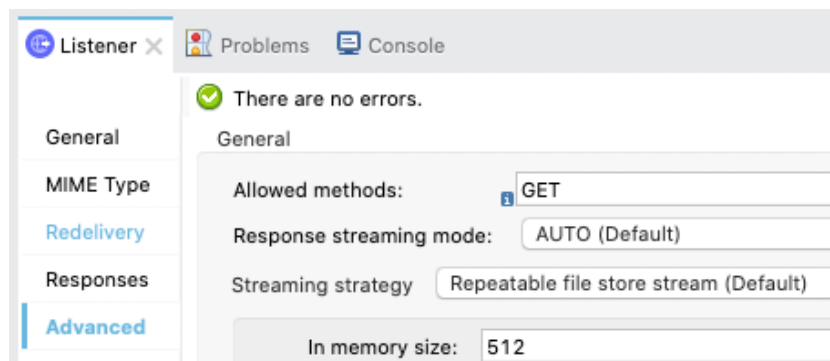 Listener Problems Console
There are no errors.
General
General
MIME Type
Allowed methods: GET
Redelivery
Response streaming mode: AUTO (Default)
Responses
Streaming strategy Repeatable file store stream (Default)
Advanced
In memory size: 512